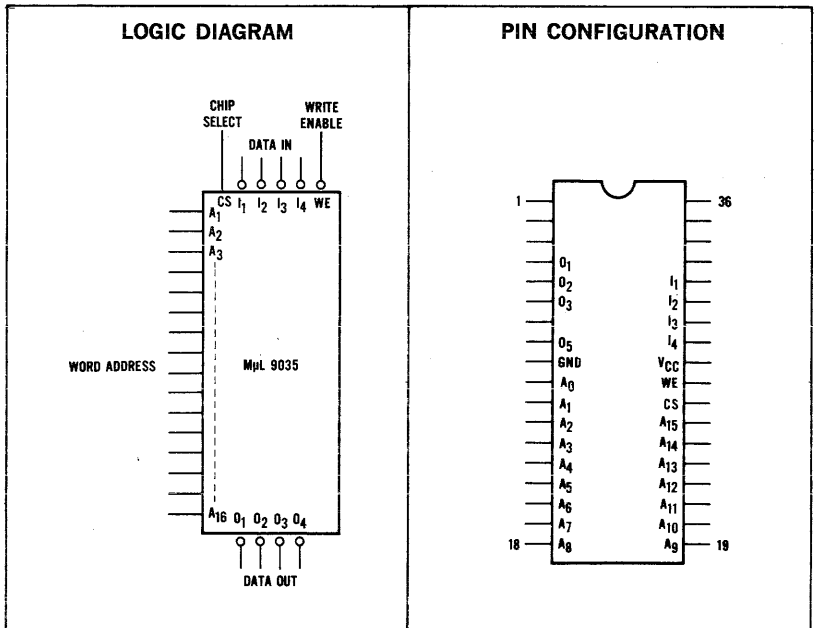 LOGIC DIAGRAM
CHIP SELECT
WRITE ENABLE
DATA IN
CS I1 I2 I3 I4 WE
A1
A2
A3
WORD ADDRESS
MμL 9035
A16 O1 O2 O3 O4
DATA OUT
PIN CONFIGURATION
1 36
O1
O2 I1
O3 I2
I3
O5 I4
GND VCC
A0 WE
A1 CS
A2 A15
A3 A14
A4 A13
A5 A12
A6 A11
A7 A10
18 A8 A9 19